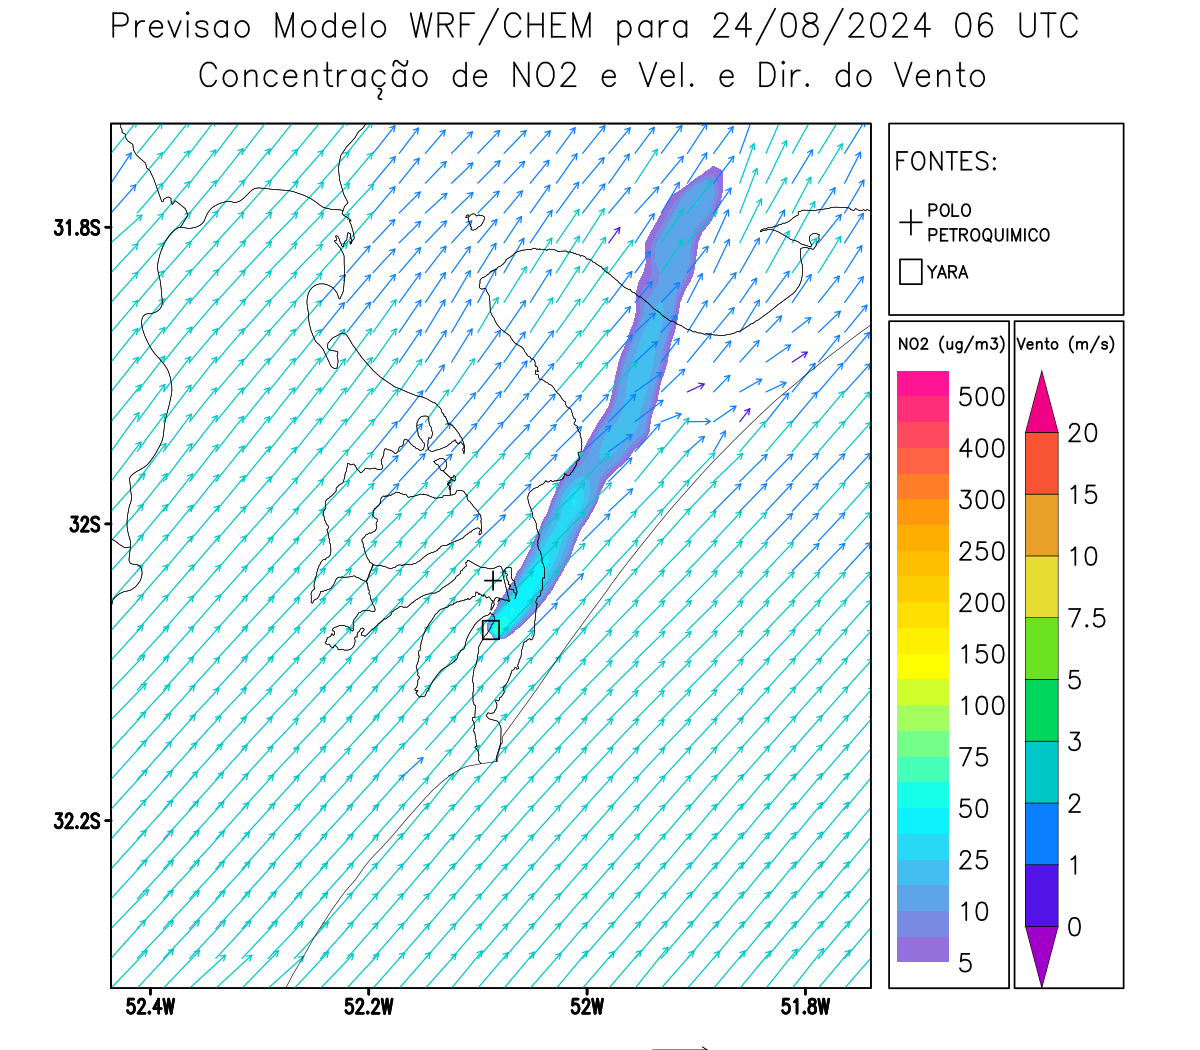 Previsao Modelo WRF/CHEM para 24/08/2024 06 UTC
Concentração de NO2 e Vel. e Dir. do Vento
FONTES:
POLO
PETROQUIMICO
YARA
31.8S
32S
32.2S
52.4W
52.2W
52W
51.8W
NO2 (ug/m3)
500
400
300
250
200
150
100
75
50
25
10
5
Vento (m/s)
20
15
10
7.5
5
3
2
1
0